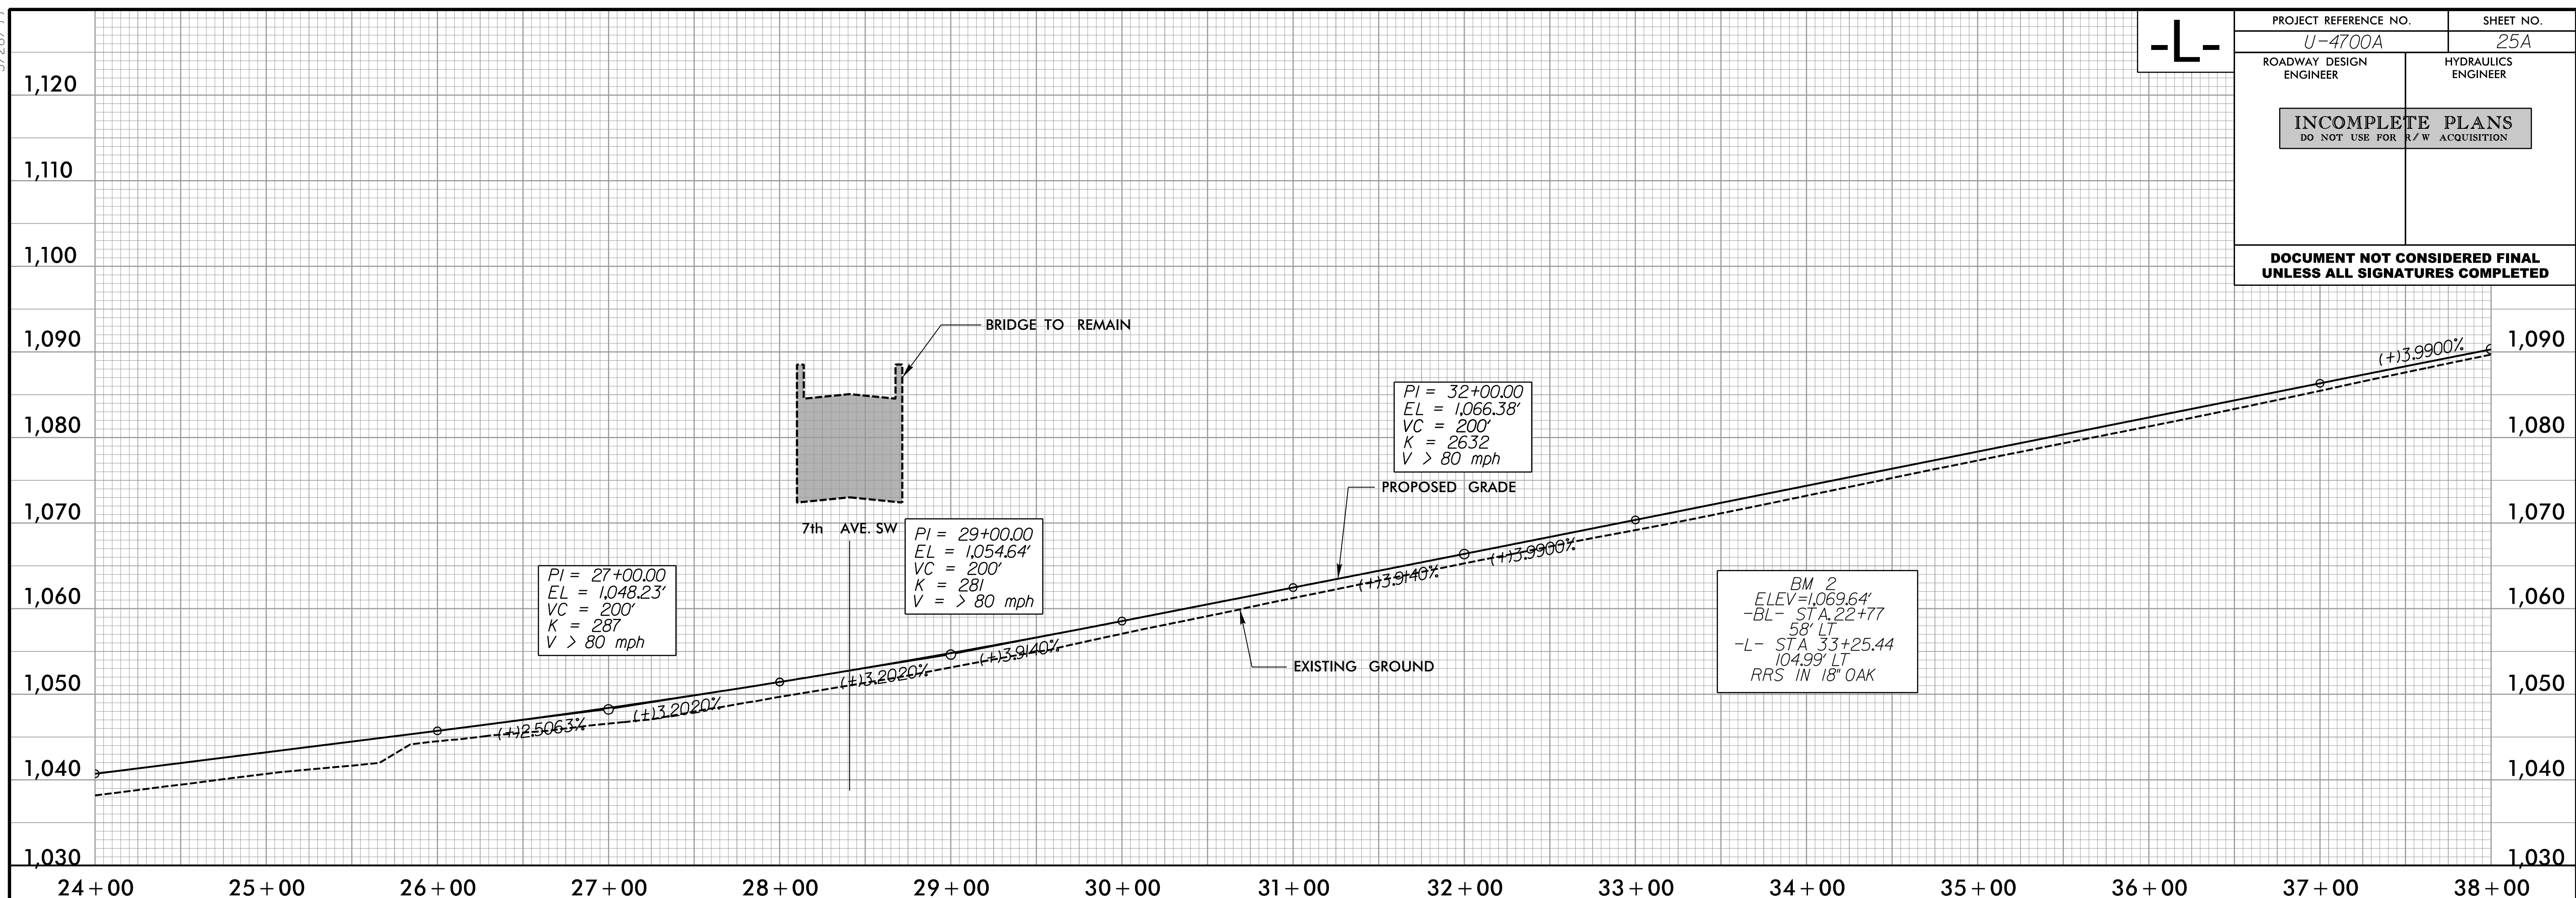 -L-
PROJECT REFERENCE NO.
SHEET NO.
U-4700A
25A
ROADWAY DESIGN
ENGINEER
HYDRAULICS
ENGINEER
INCOMPLETE PLANS
DO NOT USE FOR R/W ACQUISITION
DOCUMENT NOT CONSIDERED FINAL
UNLESS ALL SIGNATURES COMPLETED
1,120
1,110
1,100
1,090
1,080
1,070
1,060
1,050
1,040
1,030
BRIDGE TO REMAIN
7th AVE. SW
PI = 27+00.00
EL = 1,048.23'
VC = 200'
K = 287
V > 80 mph
PI = 29+00.00
EL = 1,054.64'
VC = 200'
K = 281
V = > 80 mph
PI = 32+00.00
EL = 1,066.38'
VC = 200'
K = 2632
V > 80 mph
PROPOSED GRADE
EXISTING GROUND
(+)2.5063%
(+)3.2020%
(+)3.2020%
(+)3.9140%
(+)3.9140%
(+)3.9900%
(+)3.9900%
BM 2
ELEV=1,069.64'
-BL- STA.22+77
58' LT
-L- STA 33+25.44
104.99' LT
RRS IN 18" OAK
1,090
1,080
1,070
1,060
1,050
1,040
1,030
24+00 25+00 26+00 27+00 28+00 29+00 30+00 31+00 32+00 33+00 34+00 35+00 36+00 37+00 38+00